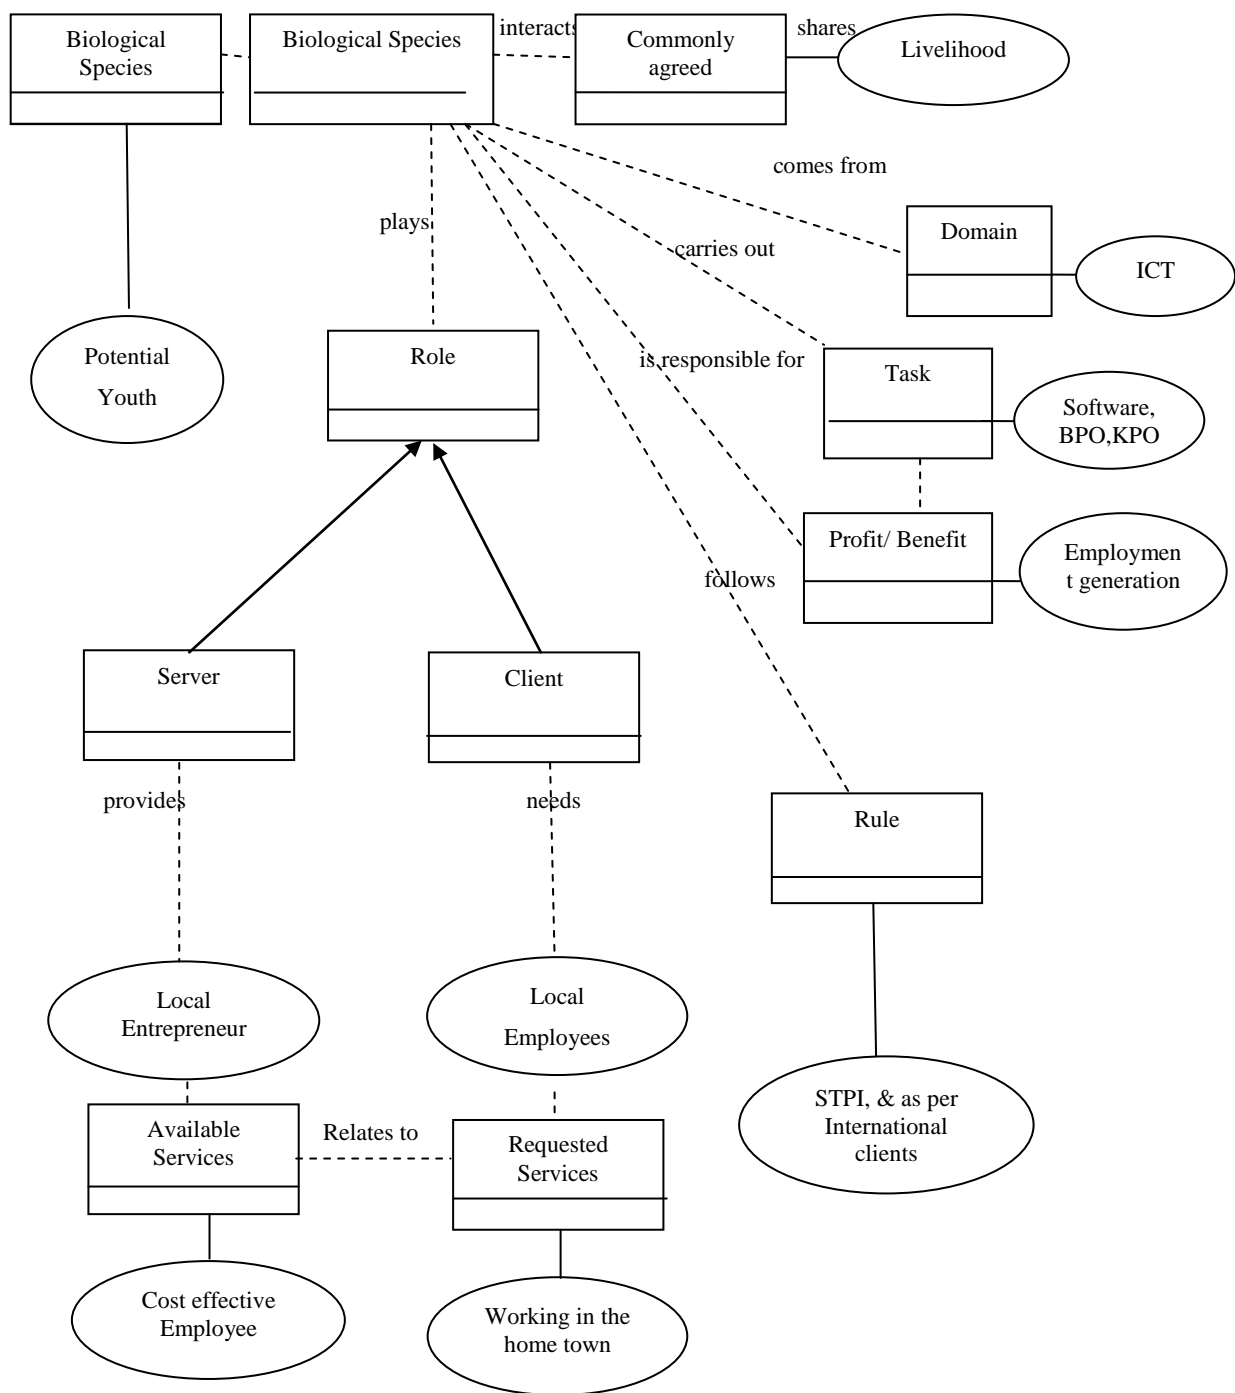 Biological
Species
Biological Species
interacts
Commonly
agreed
shares
Livelihood
comes from
plays
Domain
carries out
ICT
Potential
Youth
Role
is responsible for
Task
Software,
BPO,KPO
Profit/ Benefit
Employmen
t generation
follows
Server
Client
provides
needs
Rule
Local
Entrepreneur
Local
Employees
STPI, & as per
International
clients
Available
Services
Relates to
Requested
Services
Cost effective
Employee
Working in the
home town